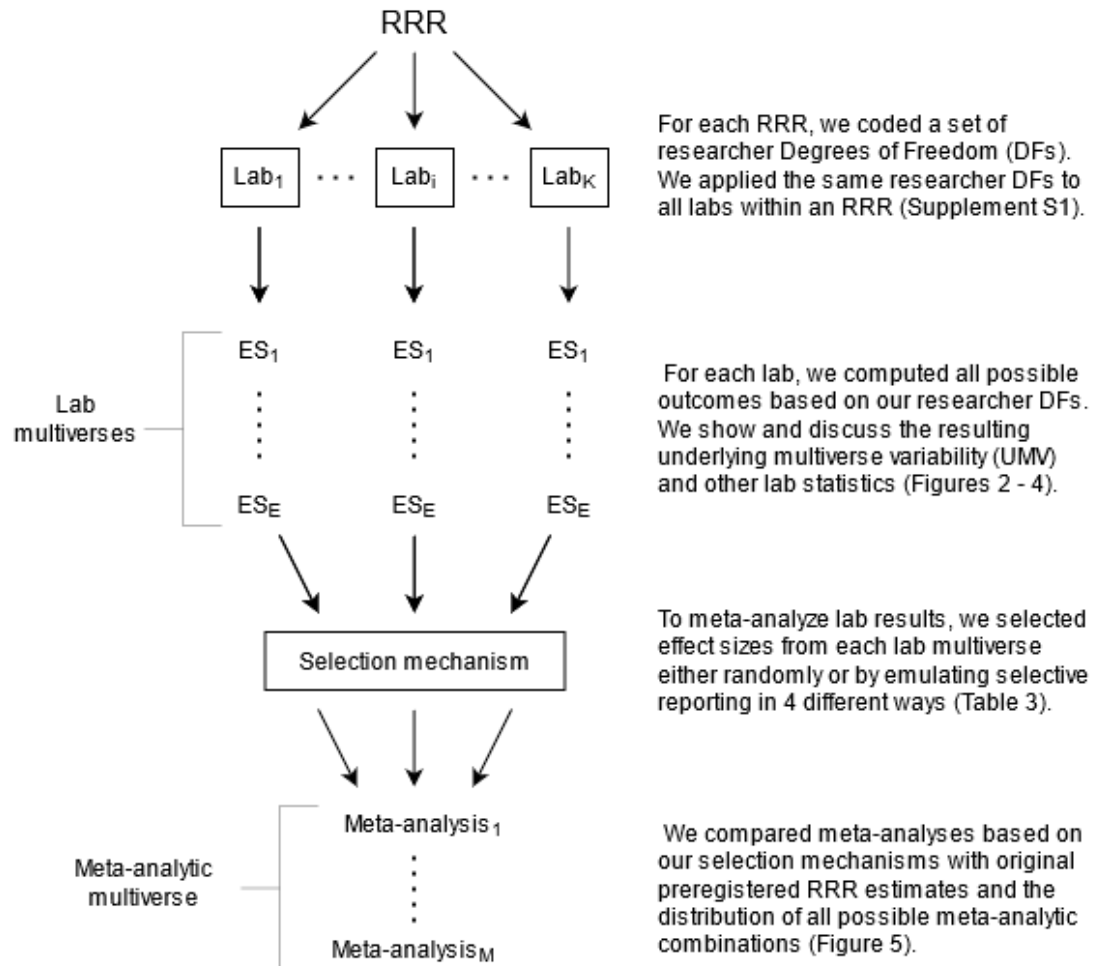 RRR
For each RRR, we coded a set of
researcher Degrees of Freedom (DFs).
We applied the same researcher DFs to
all labs within an RRR (Supplement S1).
Lab₁ · · · Labᵢ · · · Lab_K
ES₁ ES₁ ES₁
Lab
multiverses
For each lab, we computed all possible
outcomes based on our researcher DFs.
We show and discuss the resulting
underlying multiverse variability (UMV)
and other lab statistics (Figures 2 - 4).
ES_E ES_E ES_E
Selection mechanism
To meta-analyze lab results, we selected
effect sizes from each lab multiverse
either randomly or by emulating selective
reporting in 4 different ways (Table 3).
Meta-analysis₁
Meta-analytic
multiverse
Meta-analysis_M
We compared meta-analyses based on
our selection mechanisms with original
preregistered RRR estimates and the
distribution of all possible meta-analytic
combinations (Figure 5).